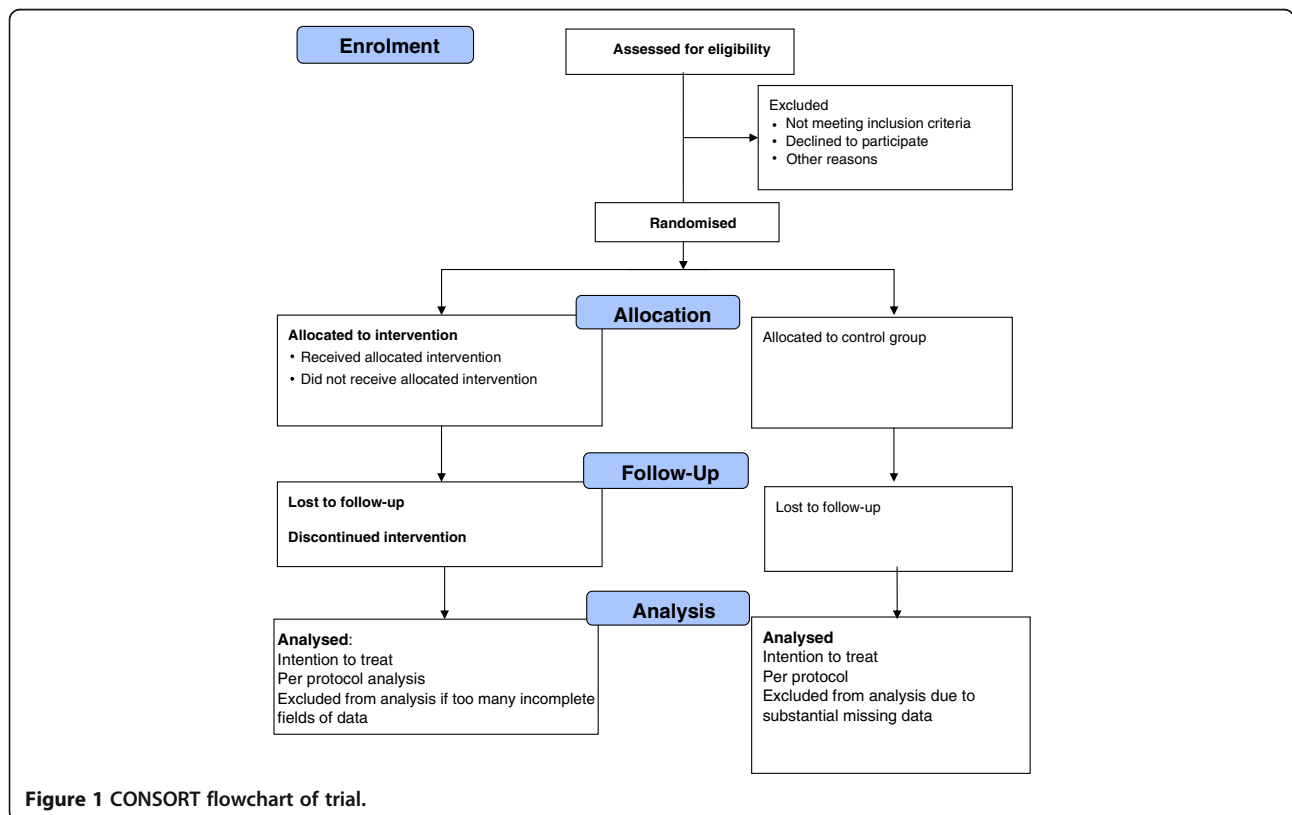 Enrolment
Assessed for eligibility
Excluded
• Not meeting inclusion criteria
• Declined to participate
• Other reasons
Randomised
Allocation
Allocated to intervention
• Received allocated intervention
• Did not receive allocated intervention
Allocated to control group
Follow-Up
Lost to follow-up
Discontinued intervention
Lost to follow-up
Analysis
Analysed:
Intention to treat
Per protocol analysis
Excluded from analysis if too many incomplete
fields of data
Analysed
Intention to treat
Per protocol
Excluded from analysis due to
substantial missing data
Figure 1 CONSORT flowchart of trial.